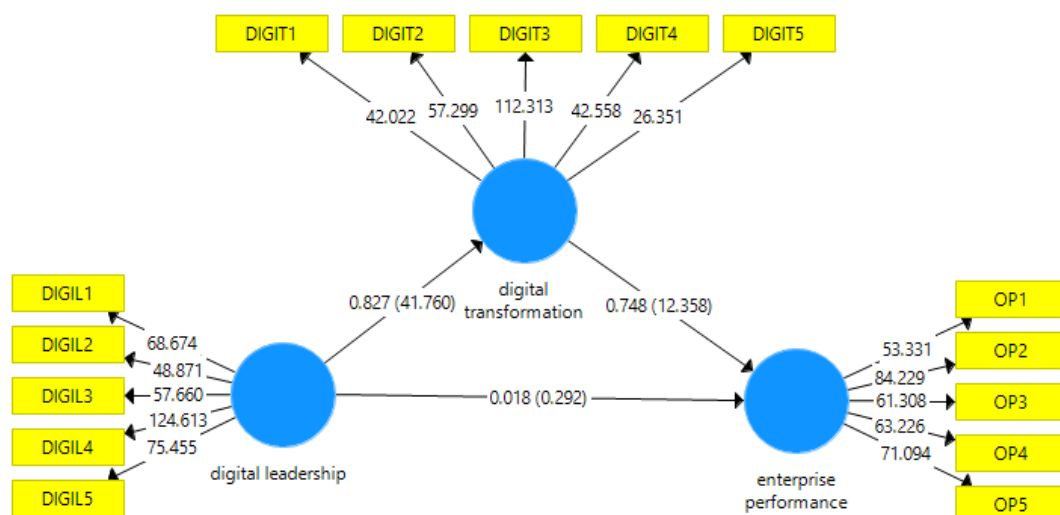 DIGIT1
DIGIT2
DIGIT3
DIGIT4
DIGIT5
42.022
57.299
112.313
42.558
26.351
digital
transformation
0.827 (41.760)
0.748 (12.358)
DIGIL1
DIGIL2
DIGIL3
DIGIL4
DIGIL5
68.674
48.871
57.660
124.613
75.455
digital leadership
0.018 (0.292)
53.331
84.229
61.308
63.226
71.094
OP1
OP2
OP3
OP4
OP5
enterprise
performance